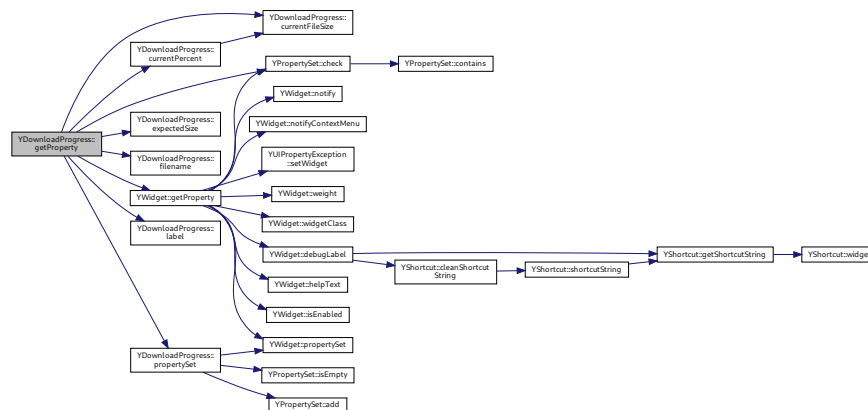 YDownloadProgress::
currentFileSize
YDownloadProgress::
currentPercent
YPropertySet::check
YPropertySet::contains
YWidget::notify
YDownloadProgress::
expectedSize
YWidget::notifyContextMenu
YDownloadProgress::
getProperty
YDownloadProgress::
filename
YUIPropertyException
::setWidget
YWidget::getProperty
YWidget::weight
YDownloadProgress::
label
YWidget::widgetClass
YWidget::debugLabel
YShortcut::getShortcutString
YShortcut::widge
YShortcut::cleanShortcut
String
YShortcut::shortcutString
YWidget::helpText
YWidget::isEnabled
YWidget::propertySet
YDownloadProgress::
propertySet
YPropertySet::isEmpty
YPropertySet::add